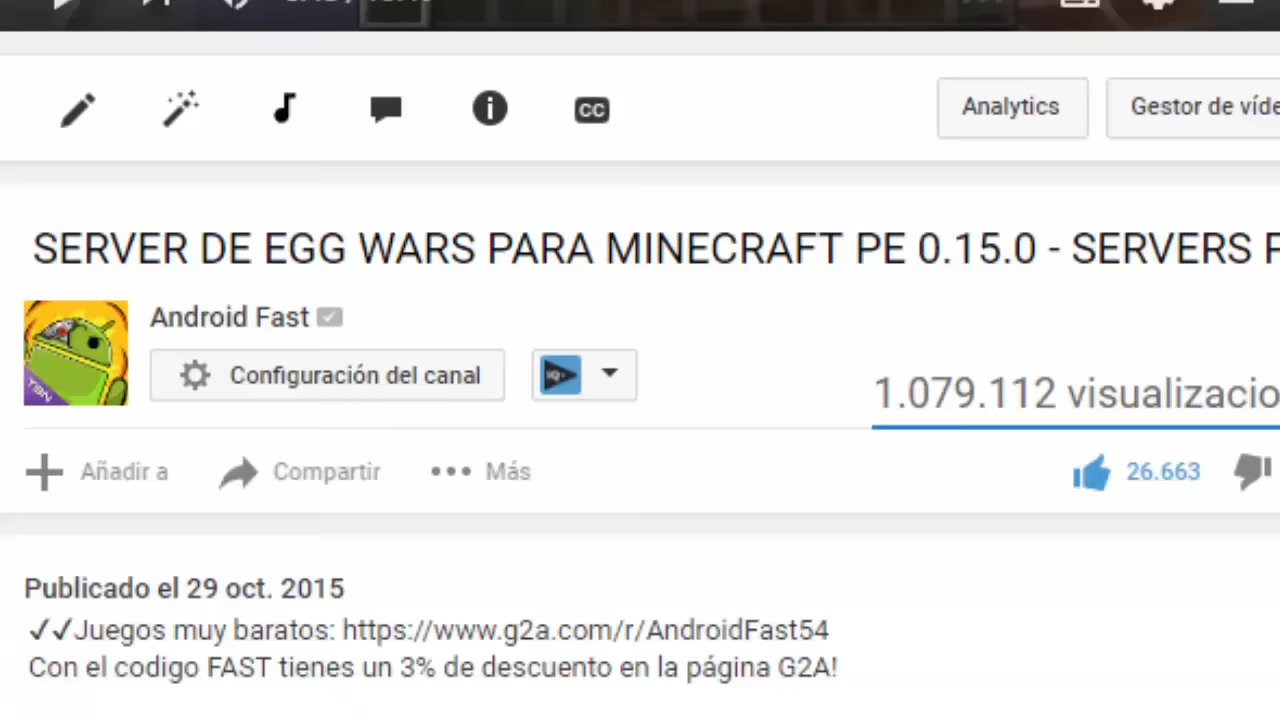 Analytics
Gestor de víde
SERVER DE EGG WARS PARA MINECRAFT PE 0.15.0 - SERVERS P
Android Fast
Configuración del canal
1.079.112 visualizacio
Añadir a
Compartir
Más
26.663
Publicado el 29 oct. 2015
✓✓Juegos muy baratos: https://www.g2a.com/r/AndroidFast54
Con el codigo FAST tienes un 3% de descuento en la página G2A!
CC
TGN